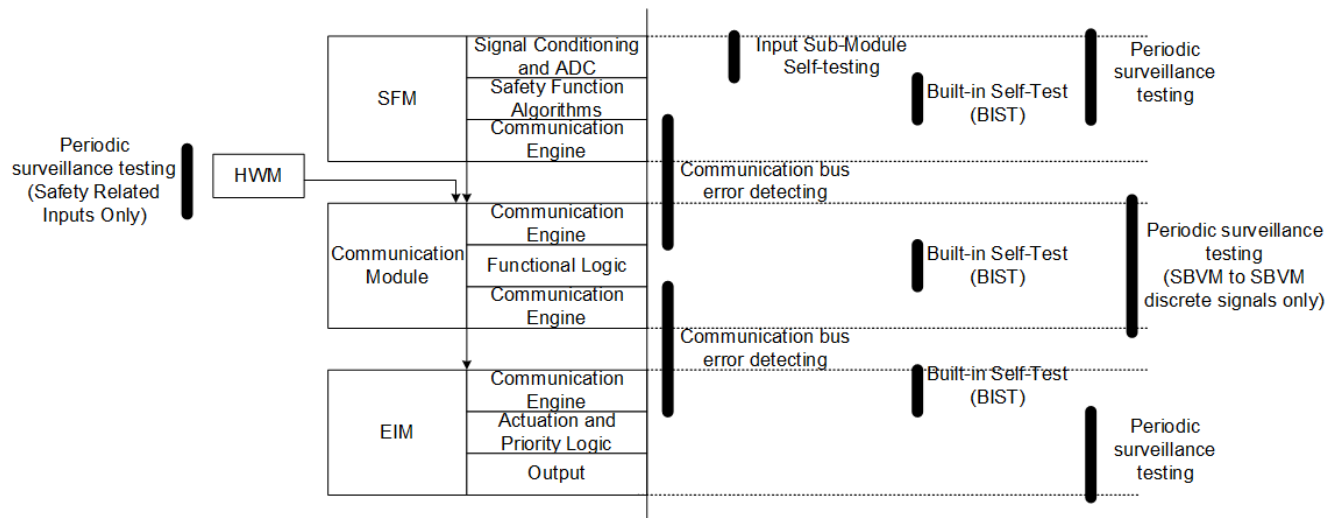 SFM
Signal Conditioning
and ADC
Safety Function
Algorithms
Communication
Engine
Input Sub-Module
Self-testing
Built-in Self-Test
(BIST)
Periodic
surveillance
testing
Periodic
surveillance testing
(Safety Related
Inputs Only)
HWM
Communication bus
error detecting
Communication
Module
Communication
Engine
Functional Logic
Communication
Engine
Built-in Self-Test
(BIST)
Periodic surveillance
testing
(SBVM to SBVM
discrete signals only)
Communication bus
error detecting
EIM
Communication
Engine
Actuation and
Priority Logic
Output
Built-in Self-Test
(BIST)
Periodic
surveillance
testing